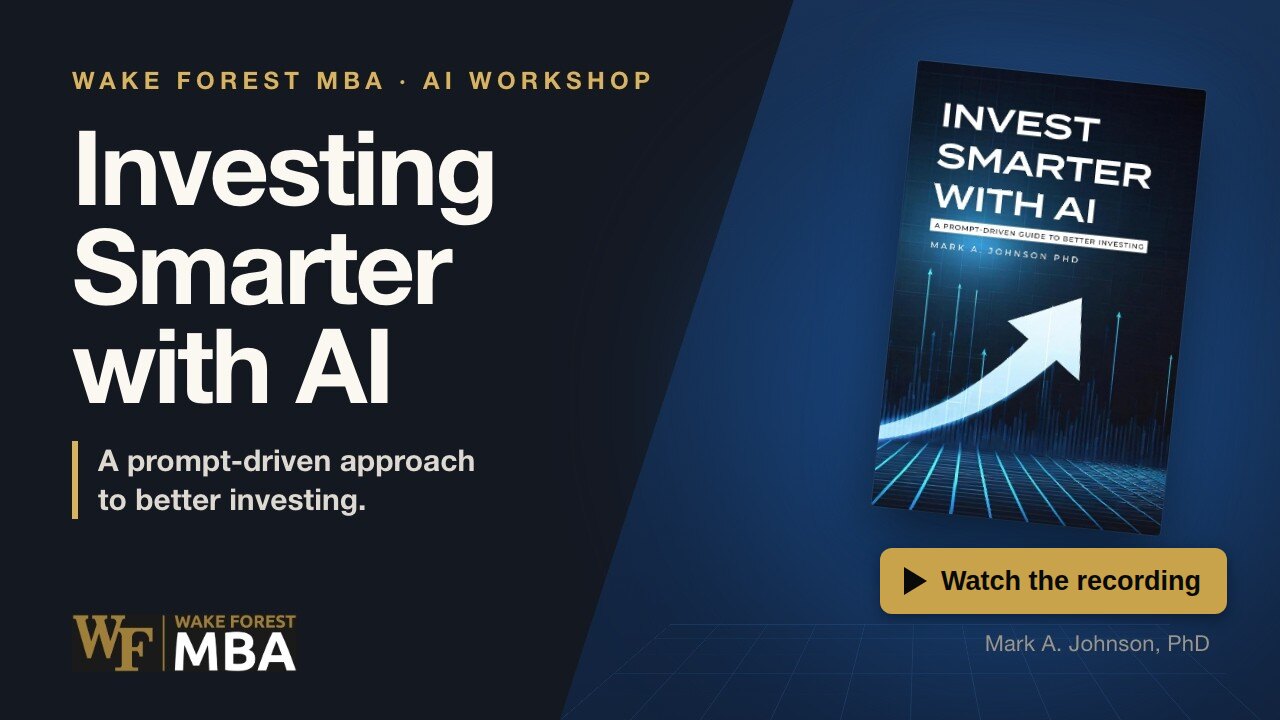 WAKE FOREST MBA · AI WORKSHOP
Investing
Smarter
with AI
A prompt-driven approach
to better investing.
WF
WAKE FOREST
MBA
INVEST
SMARTER
WITH AI
A PROMPT-DRIVEN GUIDE TO BETTER INVESTING
MARK A. JOHNSON PHD
Watch the recording
Mark A. Johnson, PhD